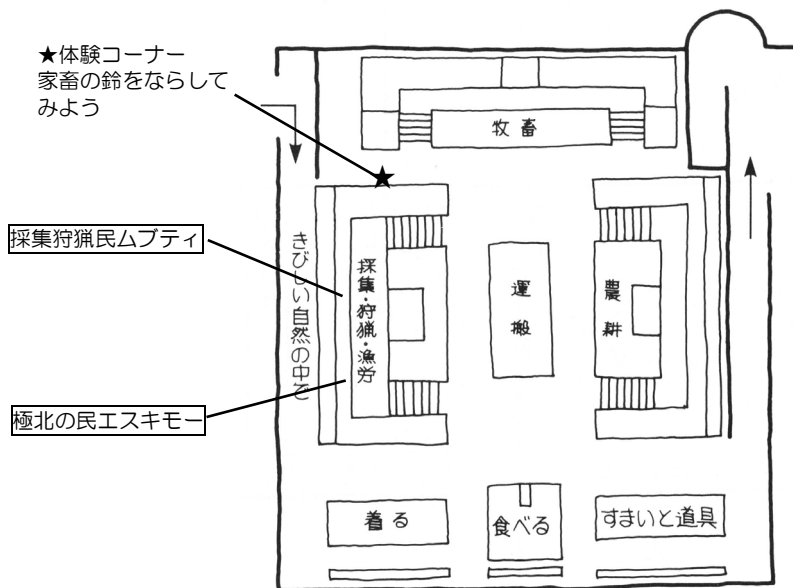 ★体験コーナー
家畜の鈴をならして
みよう
牧畜
★
採集狩猟民ムブティ
きびしい自然の中で
採集・狩猟・漁労
運搬
農耕
極北の民エスキモー
着る
食べる
すまいと道具